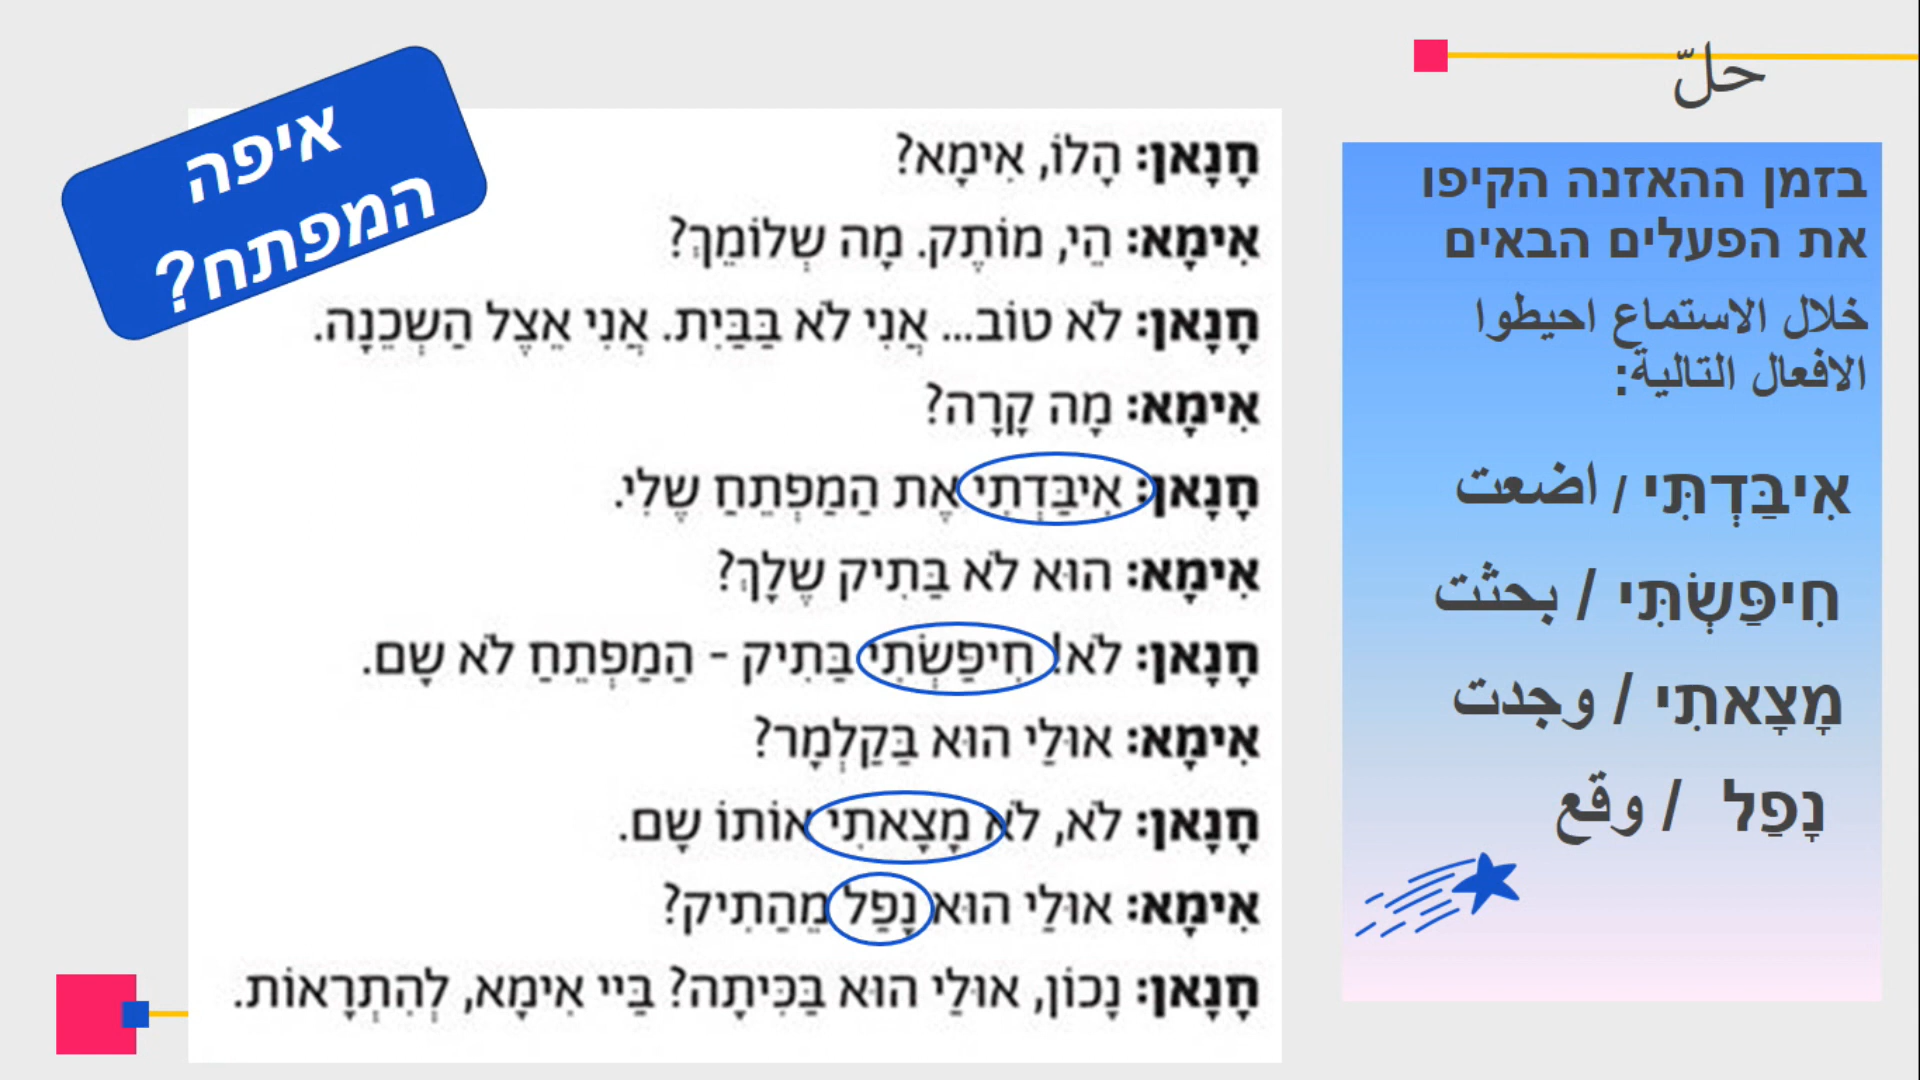 حلّ
איפה
המפתח?
חָנָאן: הָלוֹ, אִימָא?
אִימָא: הֵי, מוֹתֶק. מָה שְלוֹמֵךְ?
חָנָאן: לֹא טוֹב... אֲנִי לֹא בַּבַּיִת. אֲנִי אֵצֶל הַשְכֵנָה.
אִימָא: מָה קָרָה?
חָנָאן: אִיבַּדְתִי אֶת הַמַפְתֵחַ שֶלִי.
אִימָא: הוּא לֹא בַּתִיק שֶלָךְ?
חָנָאן: לֹא! חִיפַּשְׂתִי בַּתִיק - הַמַפְתֵחַ לֹא שָם.
אִימָא: אוּלַי הוּא בַּקַלְמָר?
חָנָאן: לֹא, לֹא מָצָאתִי אוֹתוֹ שָם.
אִימָא: אוּלַי הוּא נָפַל מֵהַתִיק?
חָנָאן: נָכוֹן, אוּלַי הוּא בַּכִּיתָה? בַּיי אִימָא, לְהִתְרָאוֹת.
בזמן ההאזנה הקיפו
את הפעלים הבאים
خلال الاستماع احيطوا
الافعال التالية:
אִיבַּדְתִּי / اضعت
חִיפַּשְׂתִּי / بحثت
מָצָאתִי / وجدت
נָפַל / وقع